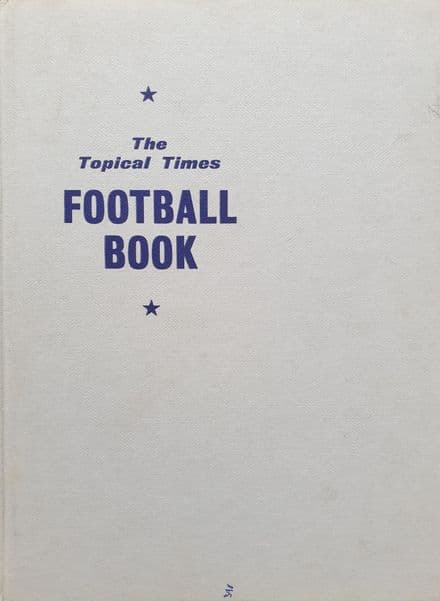 The
Topical Times
FOOTBALL
BOOK